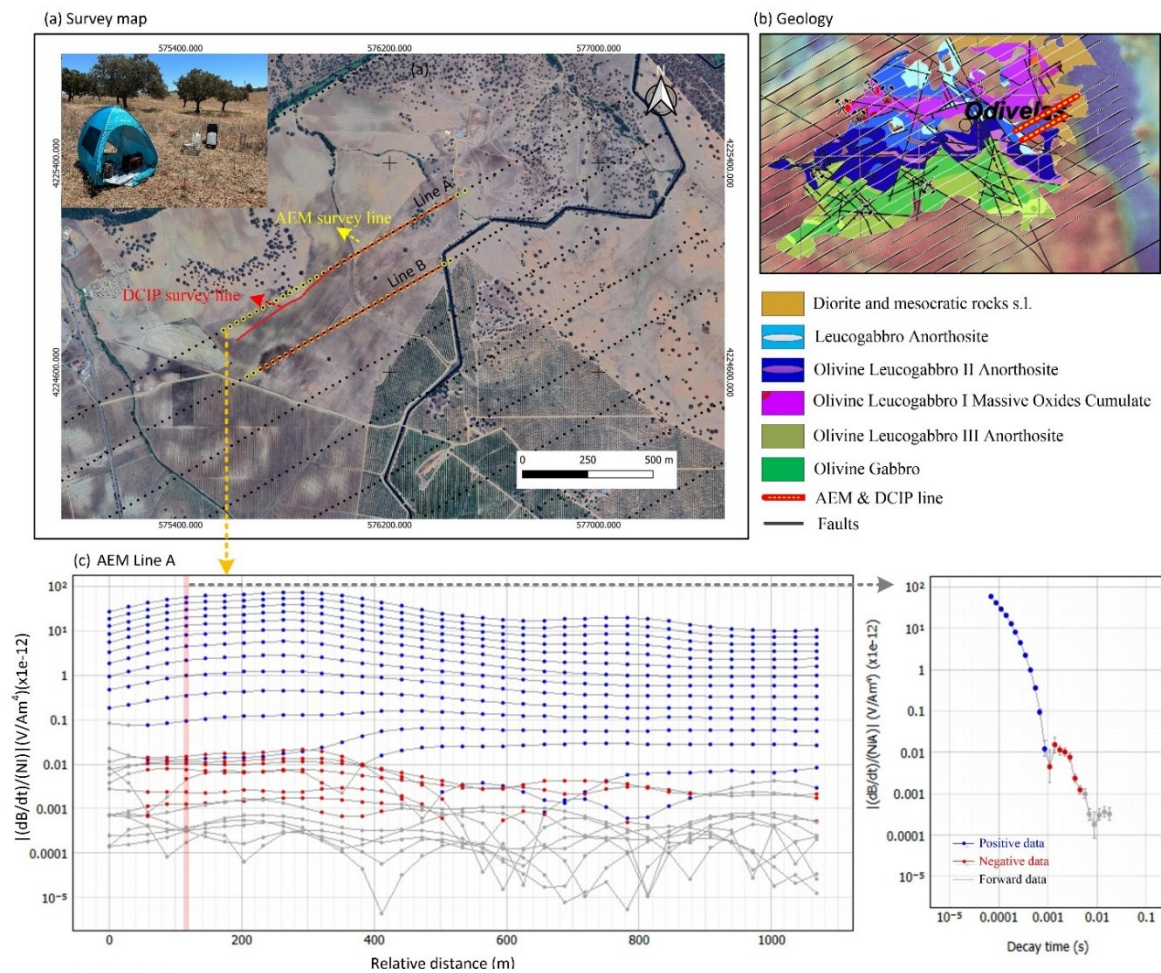 (a) Survey map
575400.000
576200.000
577000.000
(a)
N
4225400.000
4225400.000
Line A
AEM survey line
DCIP survey line
Line B
4224600.000
4224600.000
0 250 500 m
575400.000
576200.000
577000.000
(b) Geology
Diorite and mesocratic rocks s.l.
Leucogabbro Anorthosite
Olivine Leucogabbro II Anorthosite
Olivine Leucogabbro I Massive Oxides Cumulate
Olivine Leucogabbro III Anorthosite
Olivine Gabbro
AEM & DCIP line
Faults
(c) AEM Line A
|(dB/dt)/(NI)| (V/Am⁴)(x1e-12)
10²
10¹
1
0.1
0.01
0.001
0.0001
10⁻⁵
0 200 400 600 800 1000
Relative distance (m)
|(dB/dt)/(NIA)| (V/Am⁴) (x1e-12)
10²
10¹
1
0.1
0.01
0.001
0.0001
10⁻⁵
Positive data
Negative data
Forward data
10⁻⁵ 0.0001 0.001 0.01 0.1
Decay time (s)